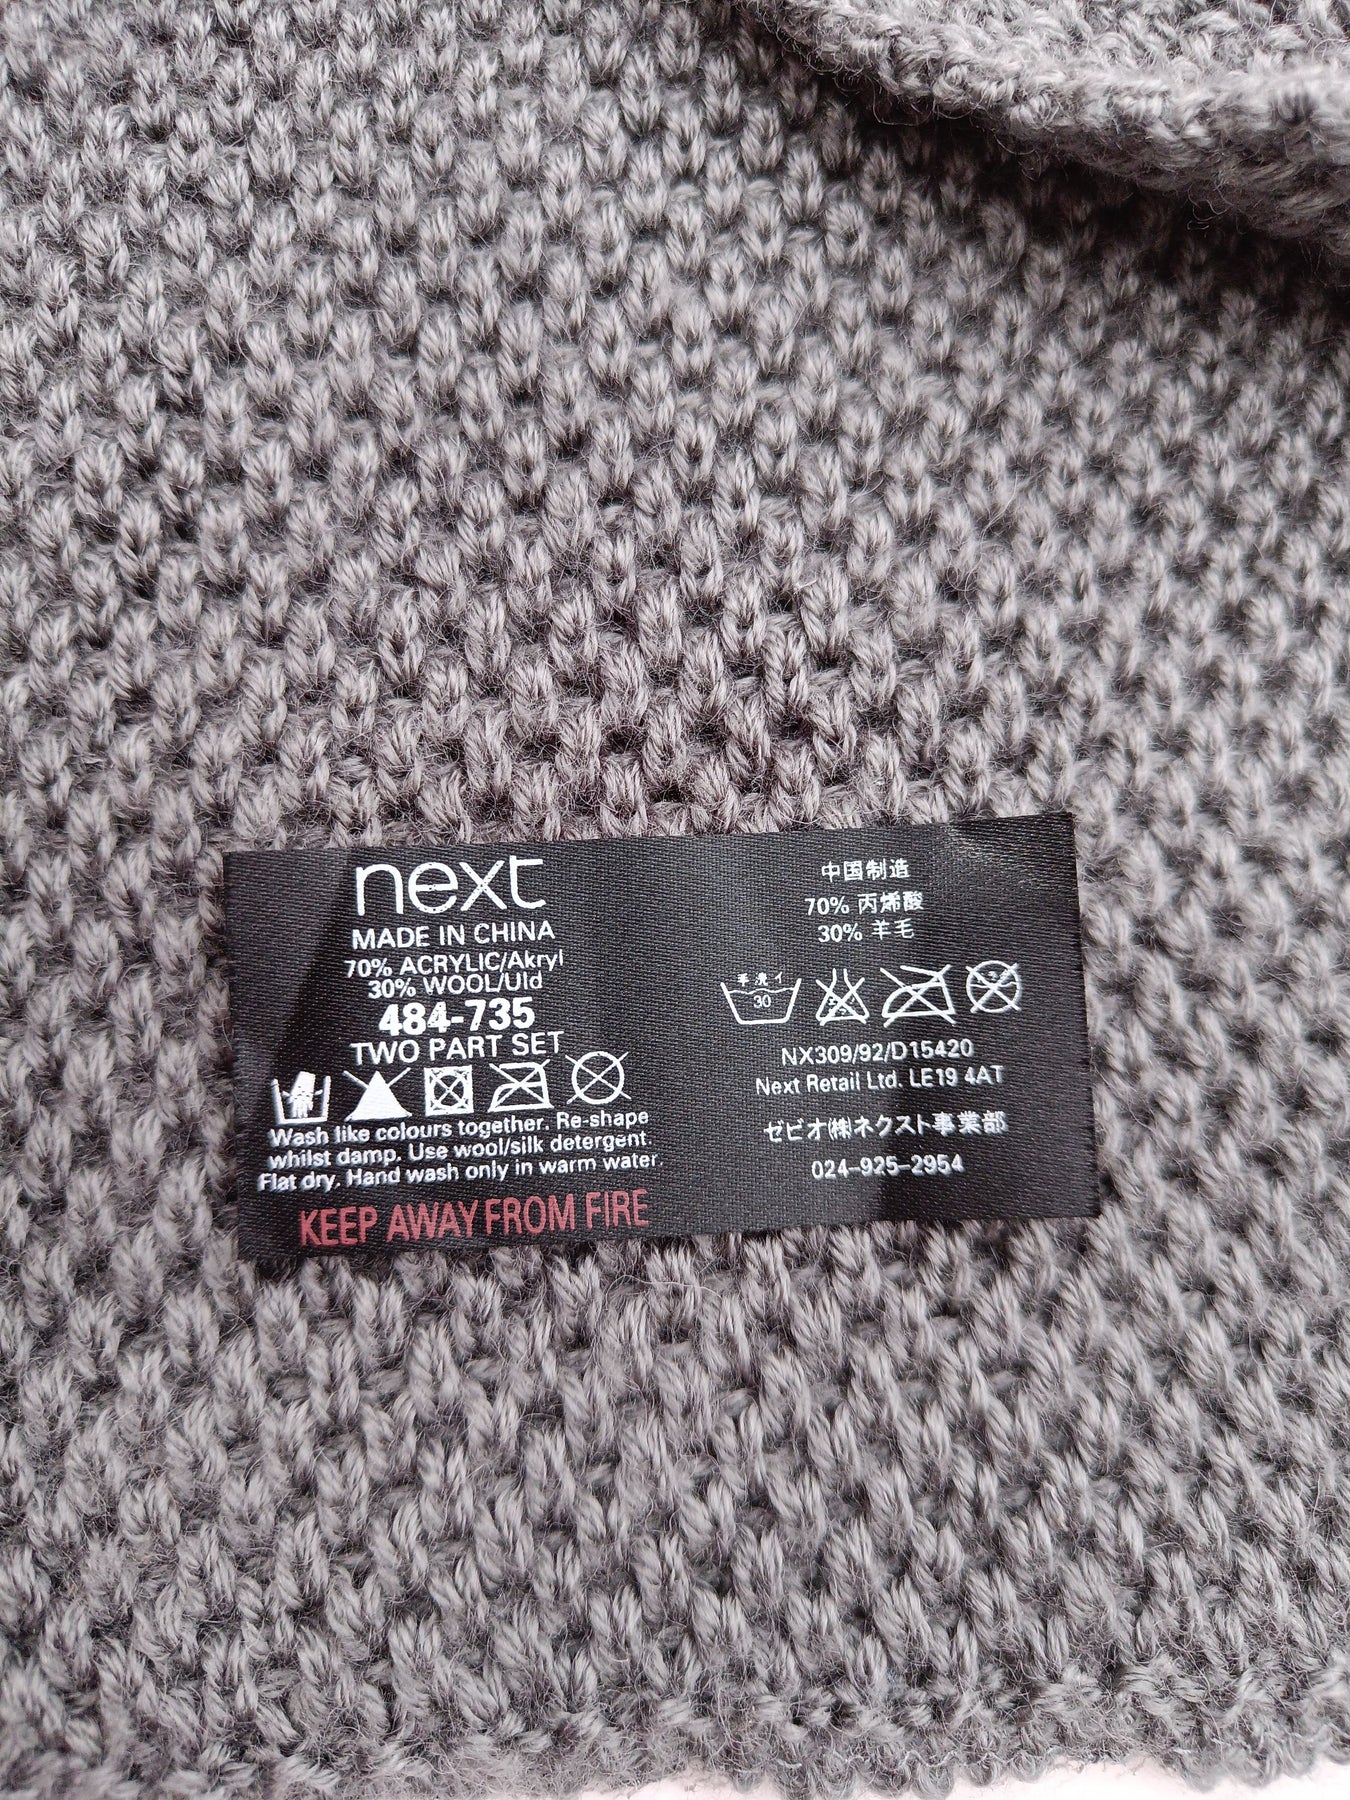 next
MADE IN CHINA
70% ACRYLIC/Akryl
30% WOOL/Uld
484-735
TWO PART SET
Wash like colours together. Re-shape
whilst damp. Use wool/silk detergent.
Flat dry. Hand wash only in warm water.
KEEP AWAY FROM FIRE
中国制造
70% 丙烯酸
30% 羊毛
手洗イ
30
NX309/92/D15420
Next Retail Ltd. LE19 4AT
ゼビオ㈱ネクスト事業部
024-925-2954